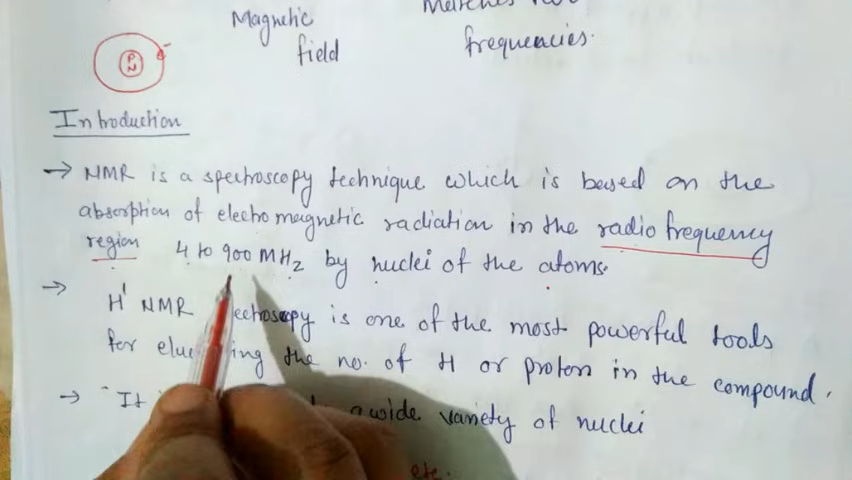 Magnetic
field
frequencies.
P
N
Introduction
→ NMR is a spectroscopy technique which is based on the
absorption of electromagnetic radiation in the radio frequency
region 4 to 900 MHz by nuclei of the atoms.
→ H¹ NMR is one of the most powerful tools
for the no. of H or proton in the compound.
→ It a wide variety of nuclei
etc.